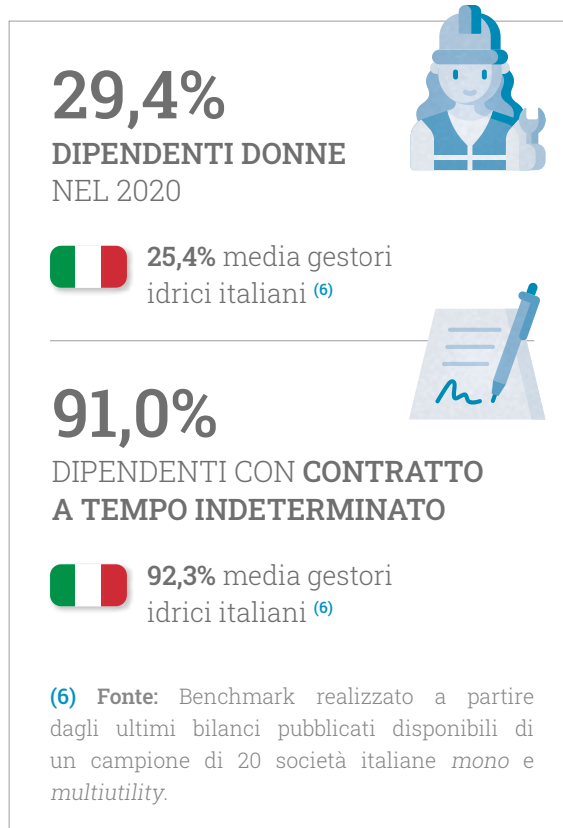 29,4%
DIPENDENTI DONNE
NEL 2020
25,4% media gestori
idrici italiani (6)
91,0%
DIPENDENTI CON CONTRATTO
A TEMPO INDETERMINATO
92,3% media gestori
idrici italiani (6)
(6) Fonte: Benchmark realizzato a partire
dagli ultimi bilanci pubblicati disponibili di
un campione di 20 società italiane mono e
multiutility.